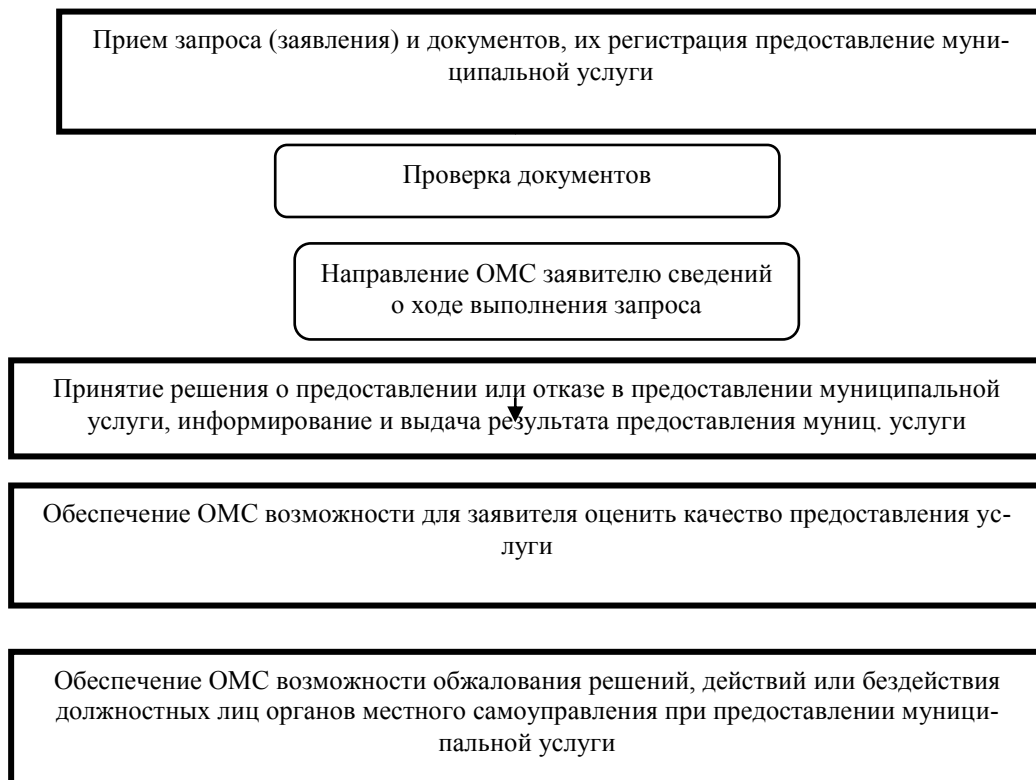 Прием запроса (заявления) и документов, их регистрация предоставление муни-
ципальной услуги
Проверка документов
Направление ОМС заявителю сведений
о ходе выполнения запроса
Принятие решения о предоставлении или отказе в предоставлении муниципальной
услуги, информирование и выдача результата предоставления муниц. услуги
Обеспечение ОМС возможности для заявителя оценить качество предоставления ус-
луги
Обеспечение ОМС возможности обжалования решений, действий или бездействия
должностных лиц органов местного самоуправления при предоставлении муници-
пальной услуги